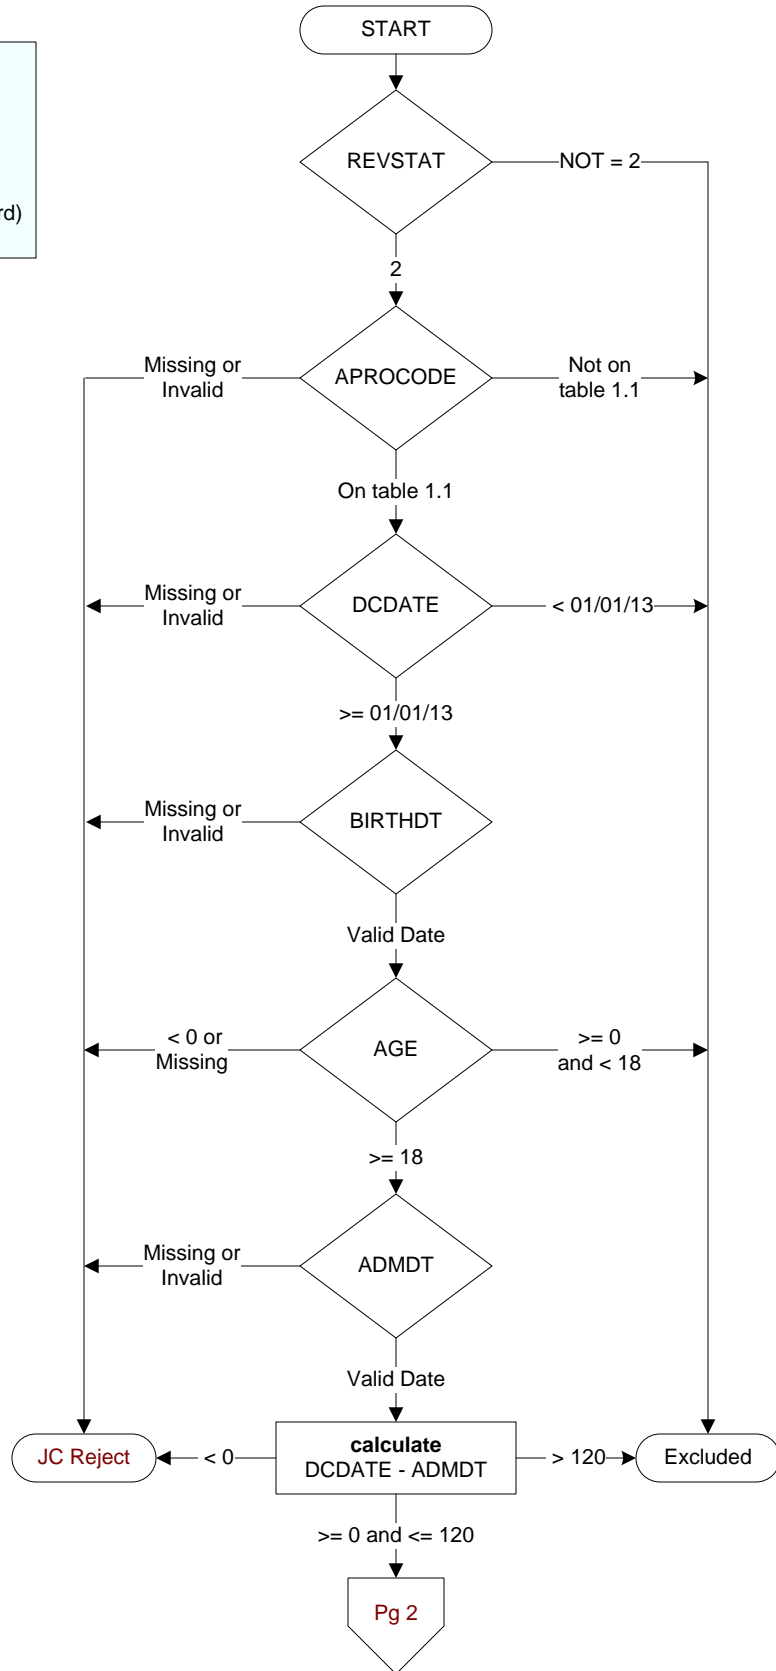 START
REVSTAT
NOT = 2
rd)
2
Missing or
Invalid
APROCODE
Not on
table 1.1
On table 1.1
Missing or
Invalid
DCDATE
< 01/01/13
>= 01/01/13
Missing or
Invalid
BIRTHDT
Valid Date
< 0 or
Missing
AGE
>= 0
and < 18
>= 18
Missing or
Invalid
ADMDT
Valid Date
JC Reject
< 0
calculate
DCDATE - ADMDT
> 120
Excluded
>= 0 and <= 120
Pg 2